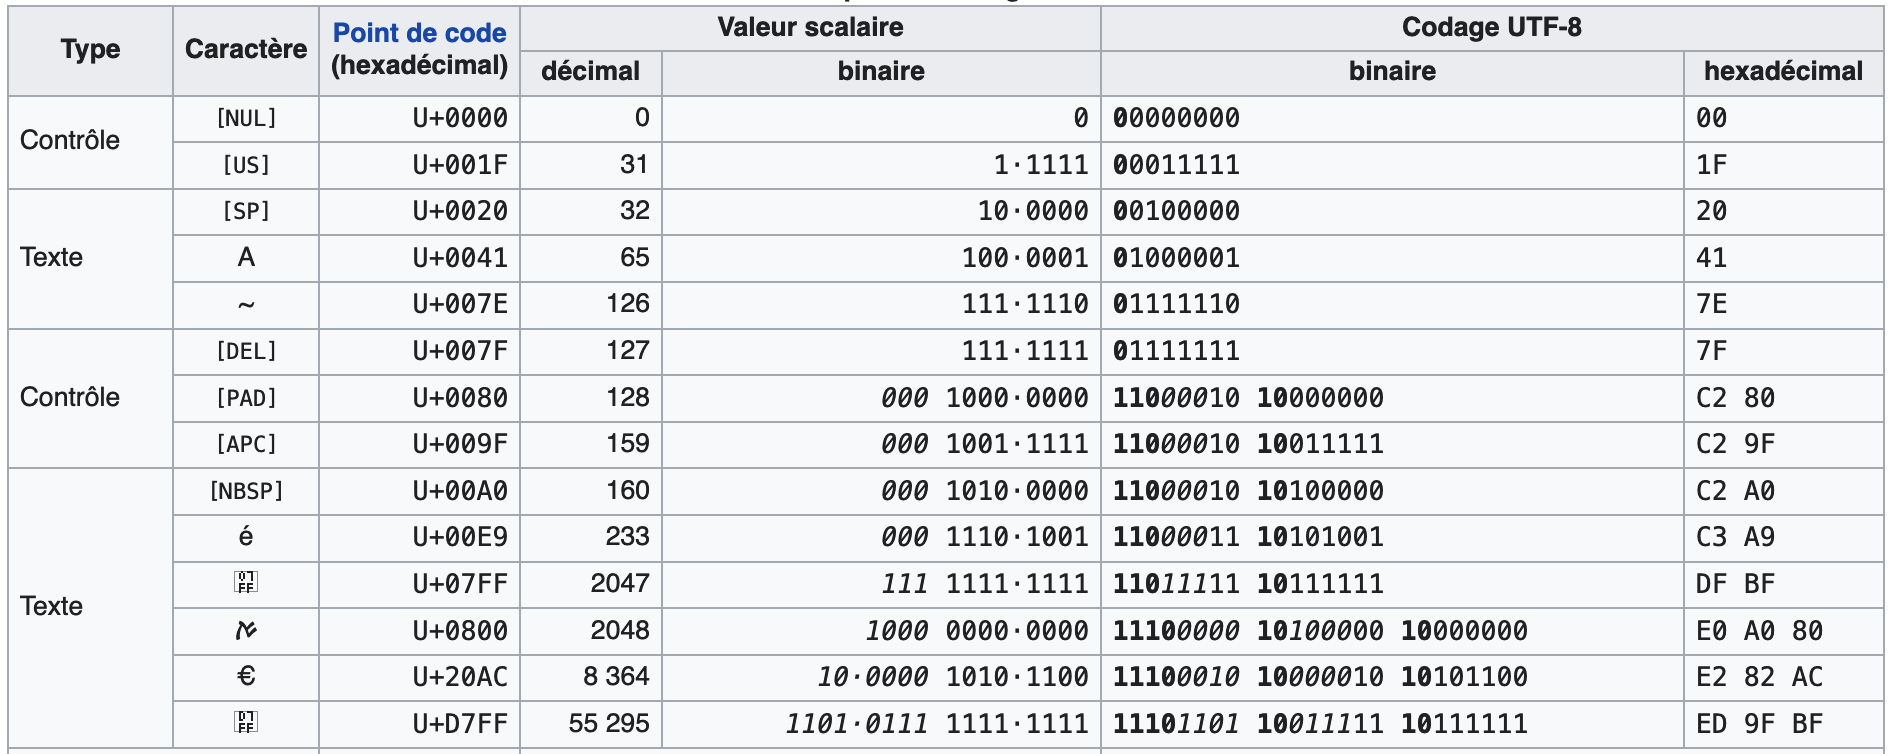 Type Caractère Point de code (hexadécimal) Valeur scalaire Codage UTF-8
décimal binaire binaire hexadécimal
Contrôle [NUL] U+0000 0 0 00000000 00
[US] U+001F 31 1·1111 00011111 1F
Texte [SP] U+0020 32 10·0000 00100000 20
A U+0041 65 100·0001 01000001 41
~ U+007E 126 111·1110 01111110 7E
Contrôle [DEL] U+007F 127 111·1111 01111111 7F
[PAD] U+0080 128 000 1000·0000 11000010 10000000 C2 80
[APC] U+009F 159 000 1001·1111 11000010 10011111 C2 9F
Texte [NBSP] U+00A0 160 000 1010·0000 11000010 10100000 C2 A0
é U+00E9 233 000 1110·1001 11000011 10101001 C3 A9
07FF U+07FF 2047 111 1111·1111 11011111 10111111 DF BF
ࠀ U+0800 2048 1000 0000·0000 11100000 10100000 10000000 E0 A0 80
€ U+20AC 8 364 10·0000 1010·1100 11100010 10000010 10101100 E2 82 AC
D7FF U+D7FF 55 295 1101·0111 1111·1111 11101101 10011111 10111111 ED 9F BF